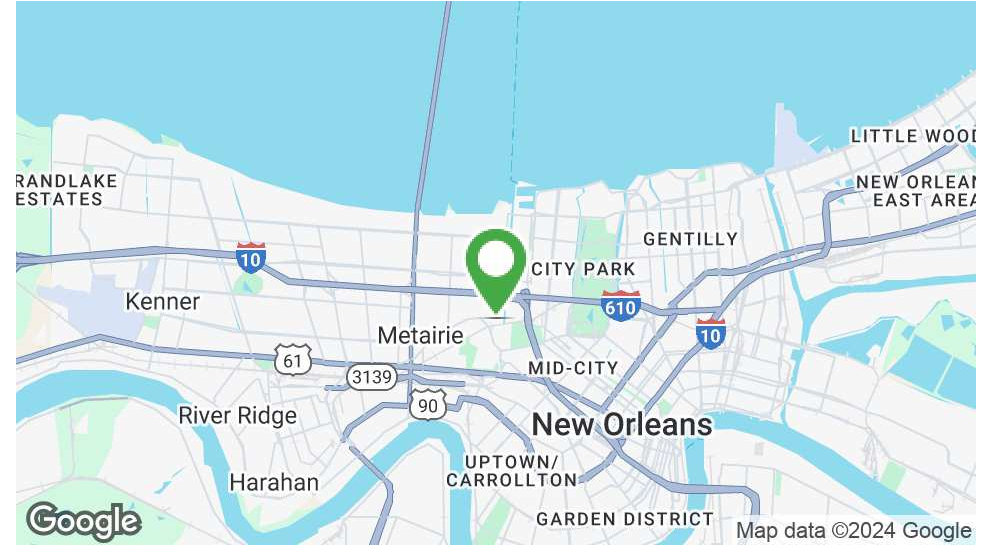 LITTLE WOOD
RANDLAKE
ESTATES
NEW ORLEAN
EAST AREA
GENTILLY
10
CITY PARK
Kenner
610
10
Metairie
61
3139
MID-CITY
90
River Ridge
New Orleans
UPTOWN/
CARROLLTON
Harahan
GARDEN DISTRICT
Google
Map data ©2024 Google